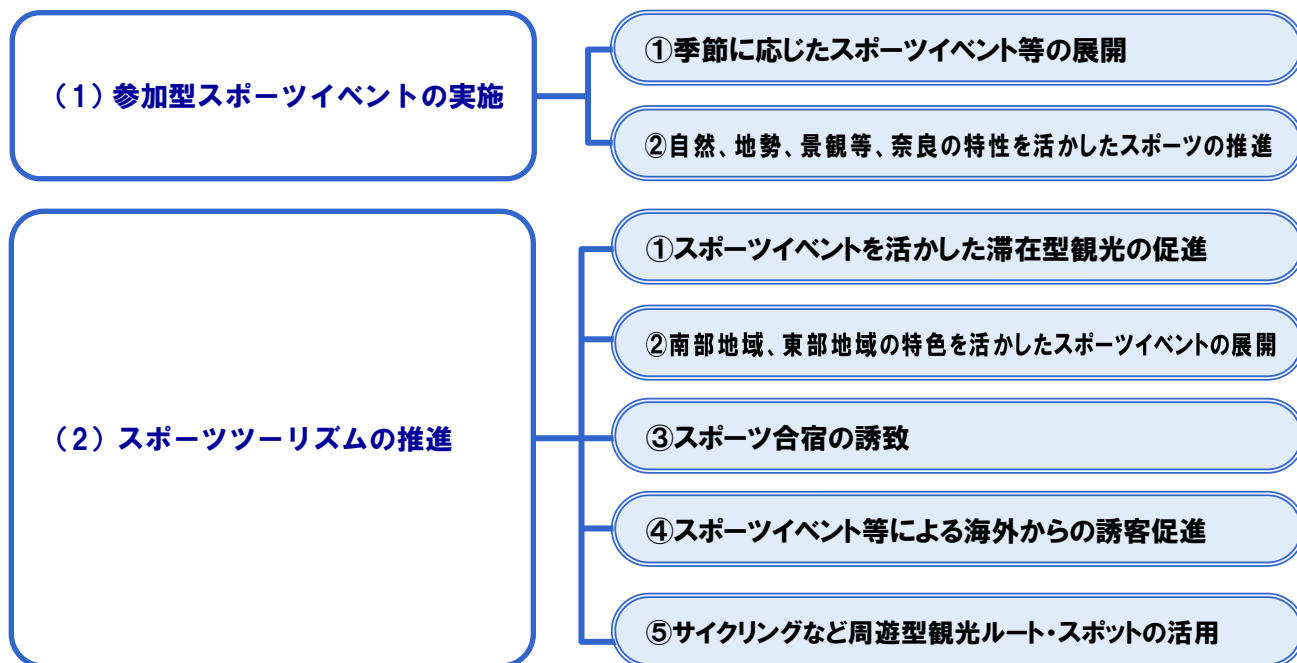 （1）参加型スポーツイベントの実施
①季節に応じたスポーツイベント等の展開
②自然、地勢、景観等、奈良の特性を活かしたスポーツの推進
（2）スポーツツーリズムの推進
①スポーツイベントを活かした滞在型観光の促進
②南部地域、東部地域の特色を活かしたスポーツイベントの展開
③スポーツ合宿の誘致
④スポーツイベント等による海外からの誘客促進
⑤サイクリングなど周遊型観光ルート・スポットの活用